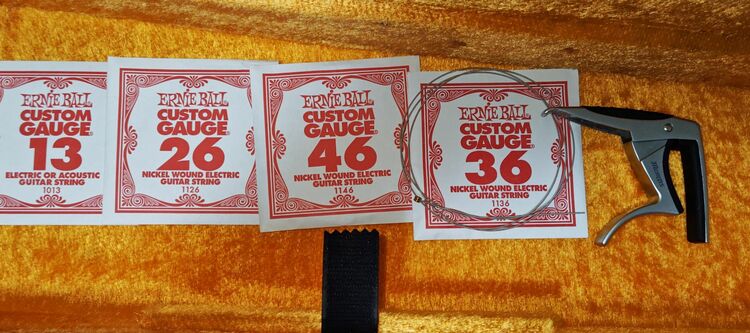 ERNIE BALL
CUSTOM
GAUGE®
13
ELECTRIC OR ACOUSTIC
GUITAR STRING
1013
ERNIE BALL
CUSTOM
GAUGE®
26
NICKEL WOUND ELECTRIC
GUITAR STRING
1126
ERNIE BALL
CUSTOM
GAUGE®
46
NICKEL WOUND ELECTRIC
GUITAR STRING
1146
ERNIE BALL
CUSTOM
GAUGE®
36
NICKEL WOUND ELECTRIC
GUITAR STRING
1136